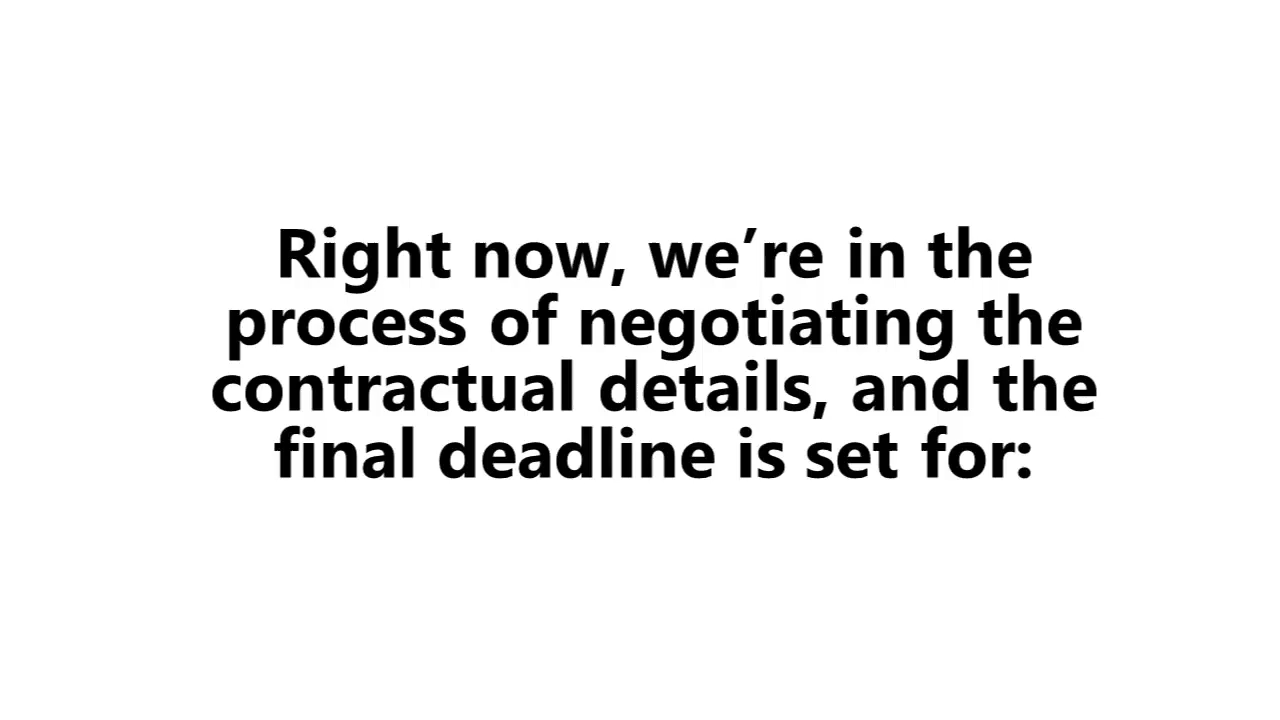 Right now, we’re in the
process of negotiating the
contractual details, and the
final deadline is set for: